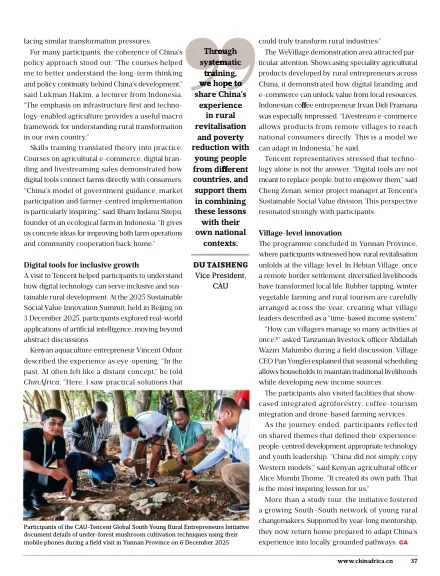 facing similar transformation pressures.
For many participants, the coherence of China's
policy approach stood out. "The courses helped
me to better understand the long-term thinking
and policy continuity behind China's development,"
said Lukman Hakim, a lecturer from Indonesia.
"The emphasis on infrastructure first and techno-
logy-enabled agriculture provides a useful macro
framework for understanding rural transformation
in our own country."
Skills training translated theory into practice.
Courses on agricultural e-commerce, digital bran-
ding and livestreaming sales demonstrated how
digital tools connect farms directly with consumers.
"China's model of government guidance, market
participation and farmer-centred implementation
is particularly inspiring," said Ilham Indanu Sitepu,
founder of an ecological farm in Indonesia. "It gives
us concrete ideas for improving both farm operations
and community cooperation back home."
Digital tools for inclusive growth
A visit to Tencent helped participants to understand
how digital technology can serve inclusive and sus-
tainable rural development. At the 2025 Sustainable
Social Value Innovation Summit, held in Beijing on
3 December 2025, participants explored real-world
applications of artificial intelligence, moving beyond
abstract discussions.
Kenyan aquaculture entrepreneur Vincent Oduor
described the experience as eye-opening. "In the
past, AI often felt like a distant concept," he told
ChinAfrica. "Here, I saw practical solutions that
Participants of the CAU-Tencent Global South Young Rural Entrepreneurs Initiative
document details of under-forest mushroom cultivation techniques using their
mobile phones during a field visit in Yunnan Province on 6 December 2025
Through
systematic
training,
we hope to
share China's
experience
in rural
revitalisation
and poverty
reduction with
young people
from different
countries, and
support them
in combining
these lessons
with their
own national
contexts.
DU TAISHENG
Vice President,
CAU
could truly transform rural industries."
The WeVillage demonstration area attracted par-
ticular attention. Showcasing speciality agricultural
products developed by rural entrepreneurs across
China, it demonstrated how digital branding and
e-commerce can unlock value from local resources.
Indonesian coffee entrepreneur Irvan Didi Pramana
was especially impressed. "Livestream e-commerce
allows products from remote villages to reach
national consumers directly. This is a model we
can adapt in Indonesia," he said.
Tencent representatives stressed that techno-
logy alone is not the answer. "Digital tools are not
meant to replace people, but to empower them," said
Cheng Zenan, senior project manager at Tencent's
Sustainable Social Value division. This perspective
resonated strongly with participants.
Village-level innovation
The programme concluded in Yunnan Province,
where participants witnessed how rural revitalisation
unfolds at the village level. In Hebian Village, once
a remote border settlement, diversified livelihoods
have transformed local life. Rubber tapping, winter
vegetable farming and rural tourism are carefully
arranged across the year, creating what village
leaders described as a "time-based income system."
"How can villagers manage so many activities at
once?" asked Tanzanian livestock officer Abdallah
Waziri Mahimbo during a field discussion. Village
CEO Pan Yongfei explained that seasonal scheduling
allows households to maintain traditional livelihoods
while developing new income sources.
The participants also visited facilities that show-
cased integrated agroforestry, coffee-tourism
integration and drone-based farming services.
As the journey ended, participants reflected
on shared themes that defined their experience:
people-centred development, appropriate technology
and youth leadership. "China did not simply copy
Western models," said Kenyan agricultural officer
Alice Mumbi Thome. "It created its own path. That
is the most inspiring lesson for us."
More than a study tour, the initiative fostered
a growing South–South network of young rural
changemakers. Supported by year-long mentorship,
they now return home prepared to adapt China's
experience into locally grounded pathways. CA
www.chinafrica.cn 37